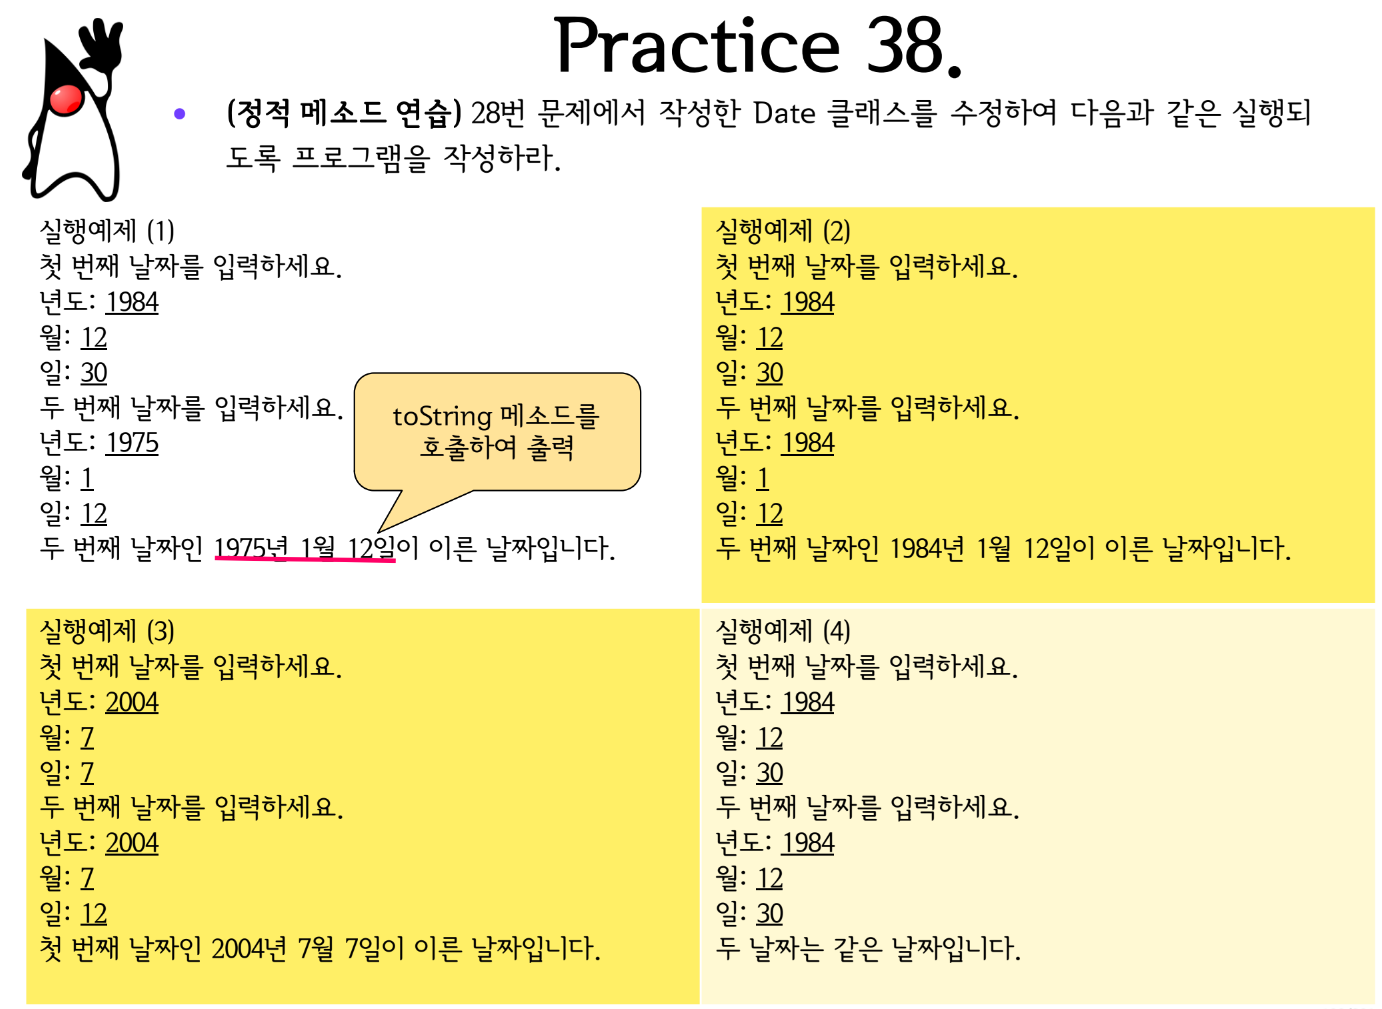 Practice 38.
• (정적 메소드 연습) 28번 문제에서 작성한 Date 클래스를 수정하여 다음과 같은 실행되
도록 프로그램을 작성하라.
실행예제 (1)
첫 번째 날짜를 입력하세요.
년도: 1984
월: 12
일: 30
두 번째 날짜를 입력하세요.
년도: 1975
월: 1
일: 12
두 번째 날짜인 1975년 1월 12일이 이른 날짜입니다.
toString 메소드를
호출하여 출력
실행예제 (2)
첫 번째 날짜를 입력하세요.
년도: 1984
월: 12
일: 30
두 번째 날짜를 입력하세요.
년도: 1984
월: 1
일: 12
두 번째 날짜인 1984년 1월 12일이 이른 날짜입니다.
실행예제 (3)
첫 번째 날짜를 입력하세요.
년도: 2004
월: 7
일: 7
두 번째 날짜를 입력하세요.
년도: 2004
월: 7
일: 12
첫 번째 날짜인 2004년 7월 7일이 이른 날짜입니다.
실행예제 (4)
첫 번째 날짜를 입력하세요.
년도: 1984
월: 12
일: 30
두 번째 날짜를 입력하세요.
년도: 1984
월: 12
일: 30
두 날짜는 같은 날짜입니다.